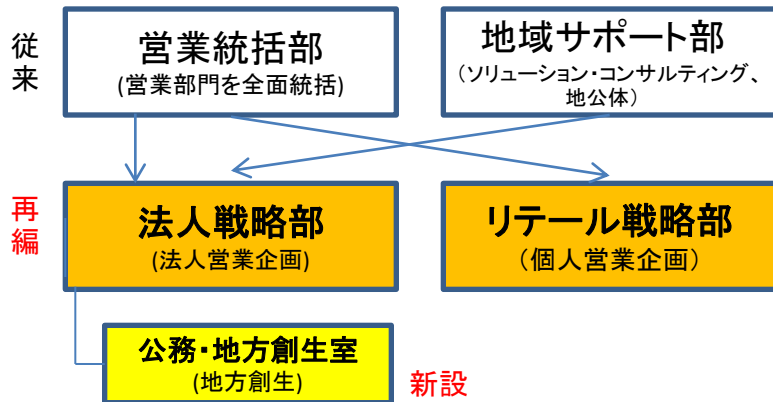 従来
営業統括部
(営業部門を全面統括)
地域サポート部
（ソリューション・コンサルティング、
地公体）
再編
法人戦略部
(法人営業企画)
リテール戦略部
（個人営業企画）
公務・地方創生室
(地方創生)
新設